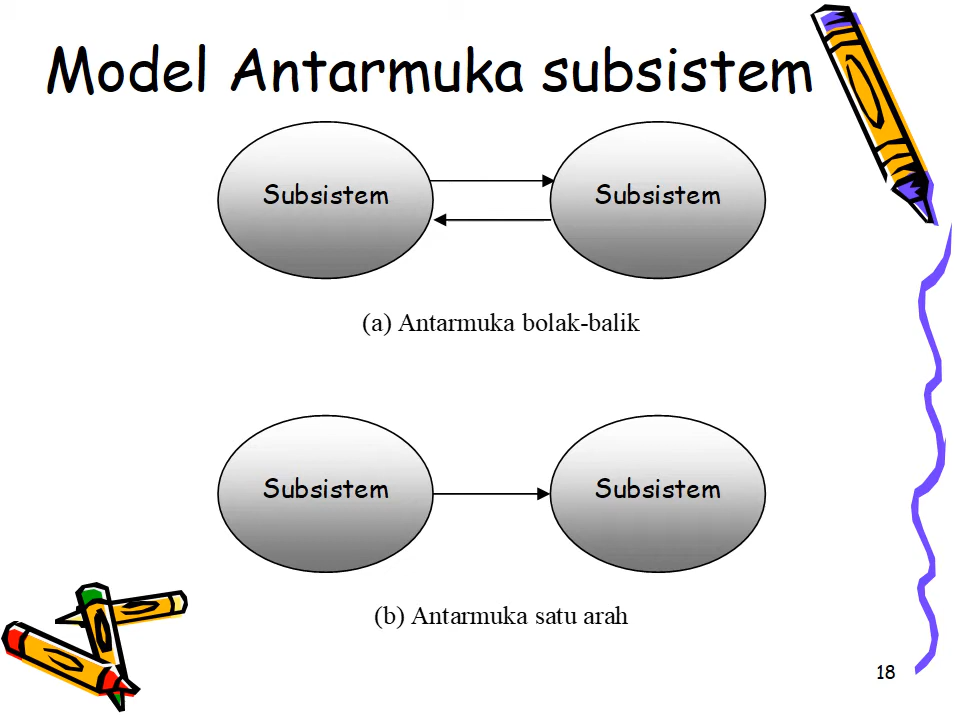 Model Antarmuka subsistem
Subsistem
Subsistem
(a) Antarmuka bolak-balik
Subsistem
Subsistem
(b) Antarmuka satu arah
18